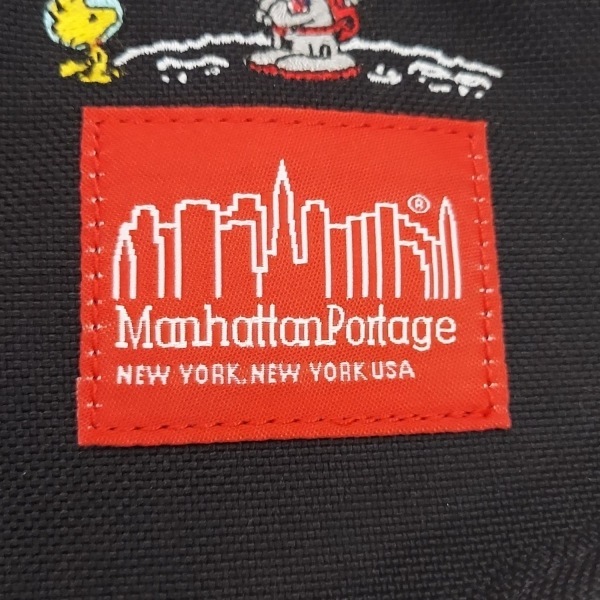 ®
ManhattanPortage
NEW YORK, NEW YORK USA